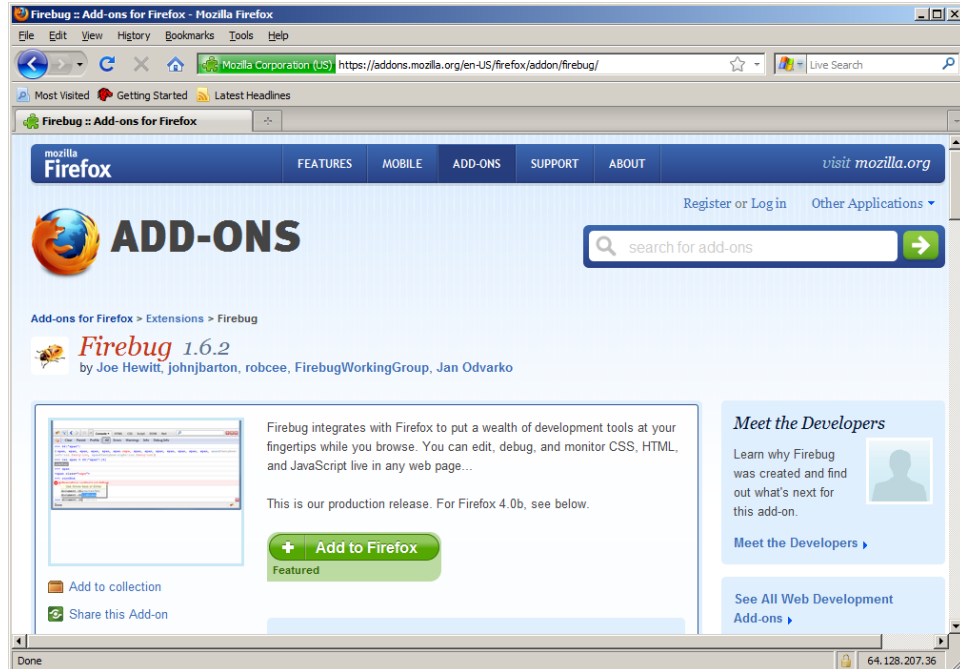 Firebug :: Add-ons for Firefox - Mozilla Firefox
File Edit View History Bookmarks Tools Help
Mozilla Corporation (US) https://addons.mozilla.org/en-US/firefox/addon/firebug/ Live Search
Most Visited Getting Started Latest Headlines
Firebug :: Add-ons for Firefox
mozilla
Firefox FEATURES MOBILE ADD-ONS SUPPORT ABOUT visit mozilla.org
Register or Log in Other Applications
ADD-ONS
search for add-ons
Add-ons for Firefox > Extensions > Firebug
Firebug 1.6.2
by Joe Hewitt, johnjbarton, robcee, FirebugWorkingGroup, Jan Odvarko
Firebug integrates with Firefox to put a wealth of development tools at your
fingertips while you browse. You can edit, debug, and monitor CSS, HTML,
and JavaScript live in any web page...
This is our production release. For Firefox 4.0b, see below.
Add to Firefox
Featured
Add to collection
Share this Add-on
Meet the Developers
Learn why Firebug
was created and find
out what's next for
this add-on.
Meet the Developers
See All Web Development
Add-ons
Done 64.128.207.36